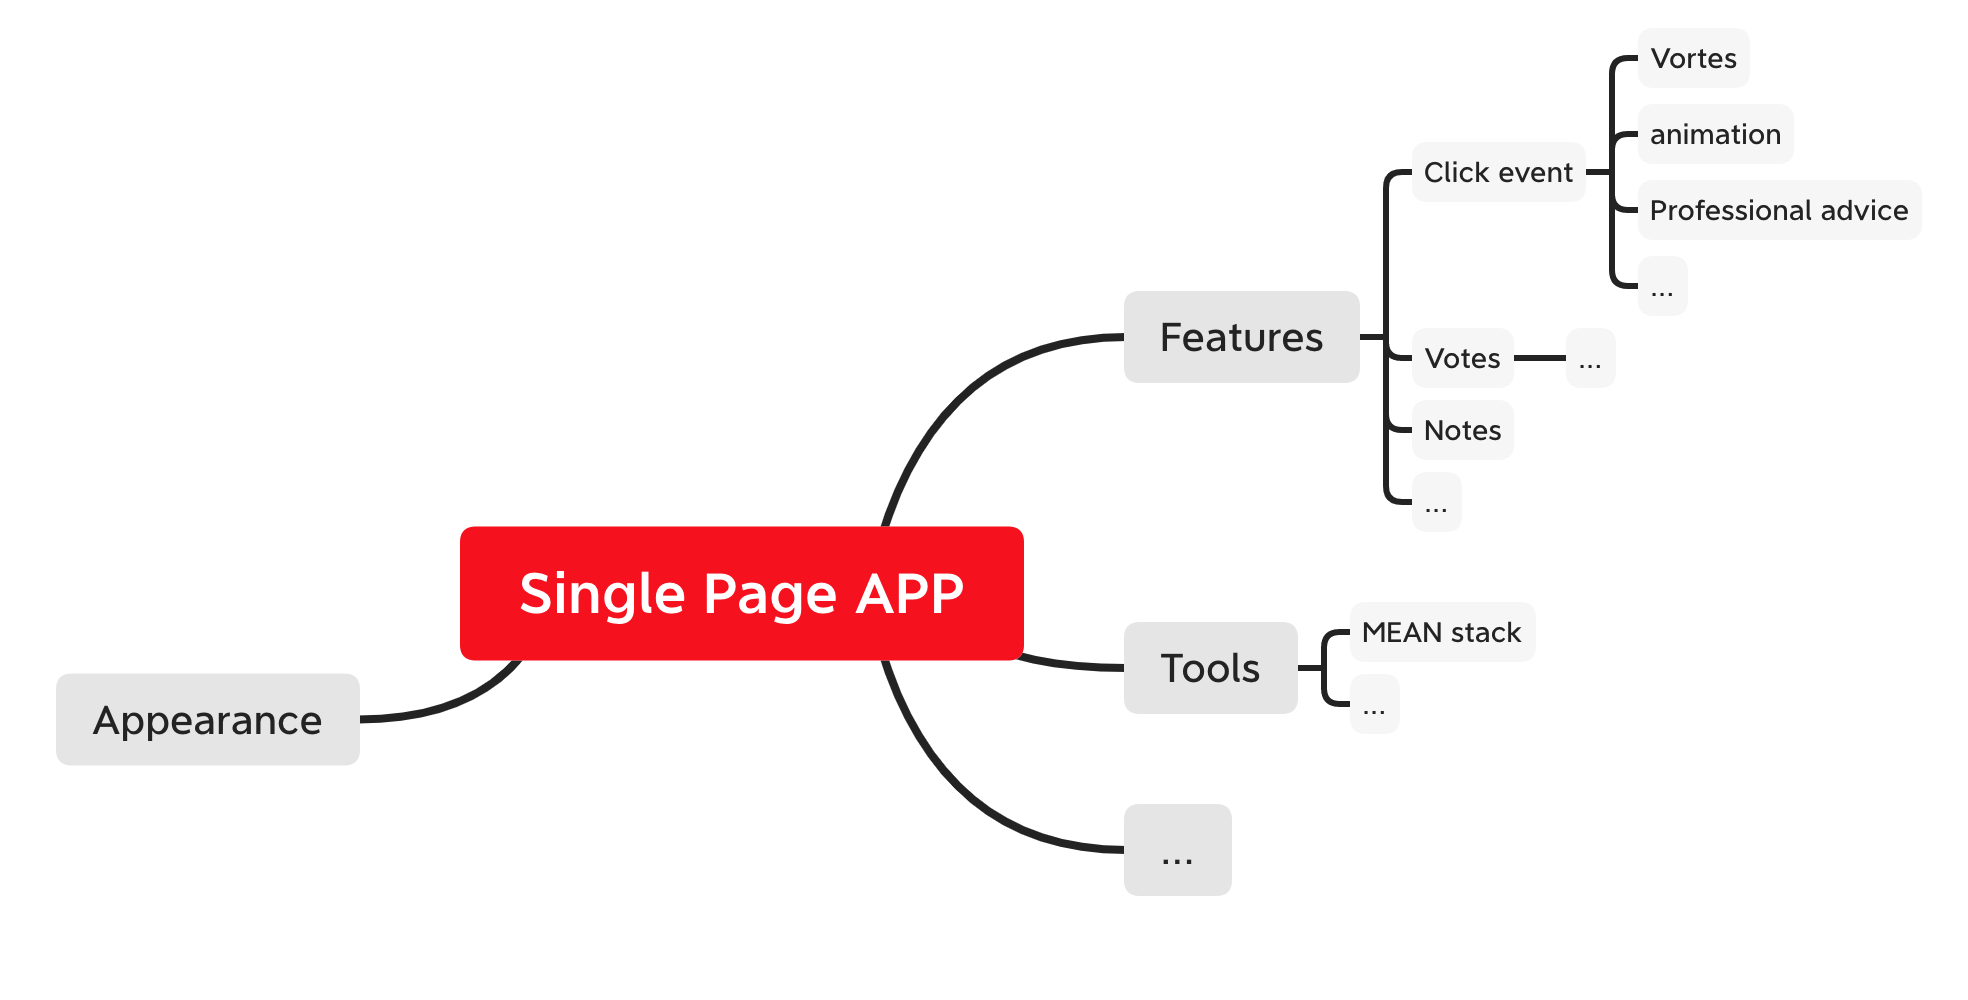 Vortes
animation
Click event
Professional advice
...
Features
Votes
...
Notes
...
Single Page APP
MEAN stack
Tools
...
Appearance
...